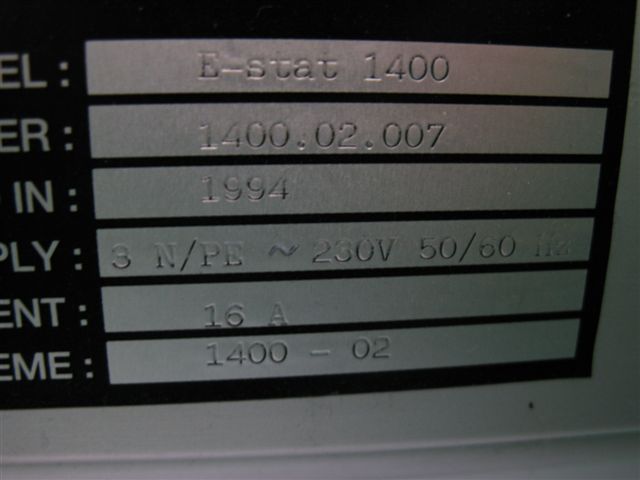 EL: E-stat 1400
ER: 1400.02.007
IN: 1994
PLY: 3 N/PE ~ 230V 50/60 Hz
ENT: 16 A
EME: 1400 - 02